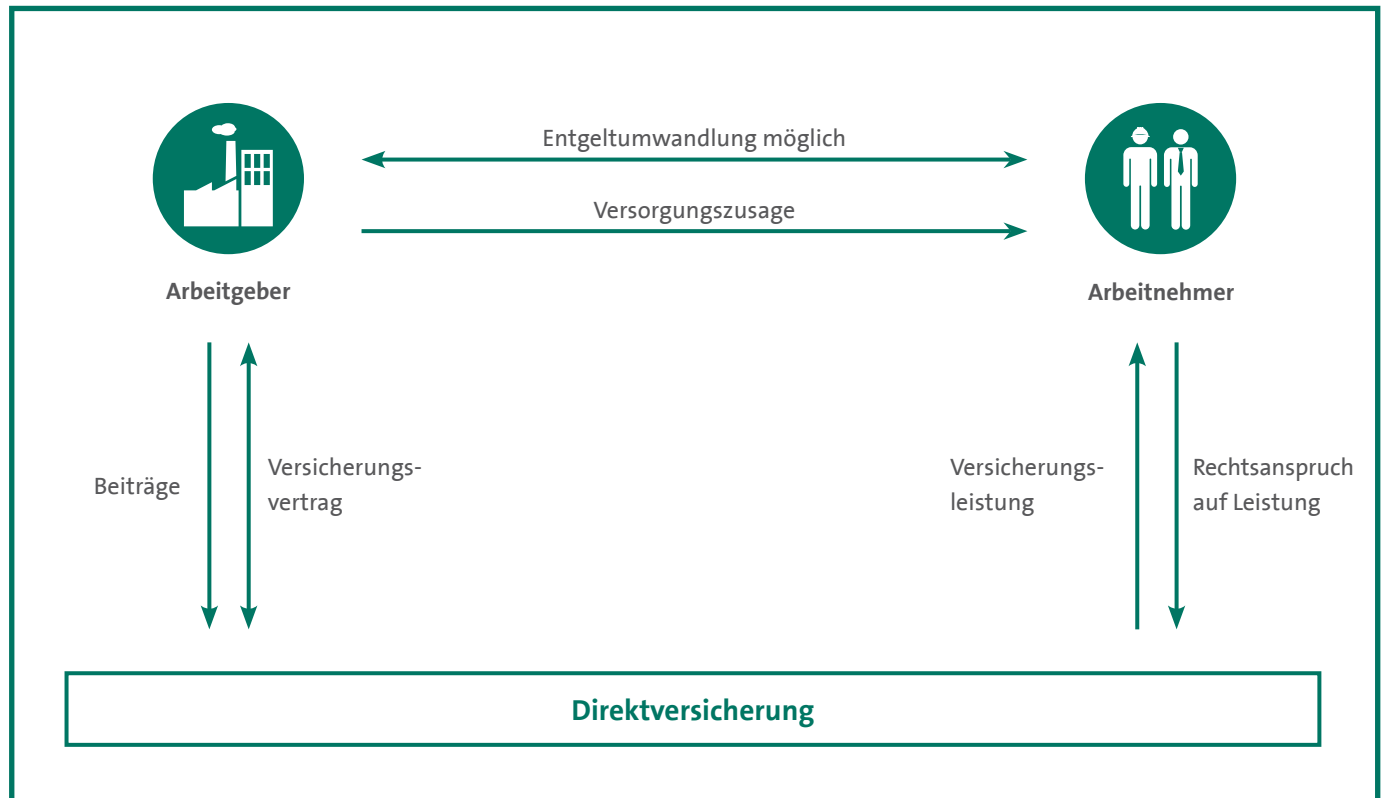 Entgeltumwandlung möglich
Versorgungszusage
Arbeitgeber
Arbeitnehmer
Beiträge
Versicherungs-
vertrag
Versicherungs-
leistung
Rechtsanspruch
auf Leistung
Direktversicherung